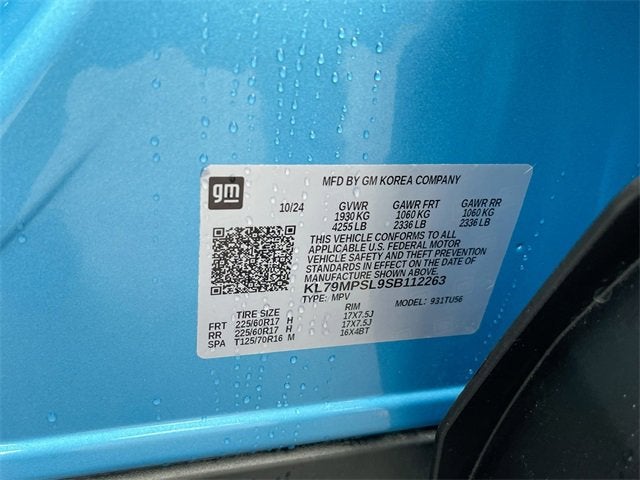 gm
MFD BY GM KOREA COMPANY
10/24 GVWR GAWR FRT GAWR RR
1930 KG 1060 KG 1060 KG
4255 LB 2336 LB 2336 LB
THIS VEHICLE CONFORMS TO ALL
APPLICABLE U.S. FEDERAL MOTOR
VEHICLE SAFETY AND THEFT PREVENTION
STANDARDS IN EFFECT ON THE DATE OF
MANUFACTURE SHOWN ABOVE.
KL79MPSL9SB112263
TYPE: MPV MODEL: 931TU56
TIRE SIZE RIM
FRT 225/60R17 H 17X7.5J
RR 225/60R17 H 17X7.5J
SPA T125/70R16 M 16X4BT